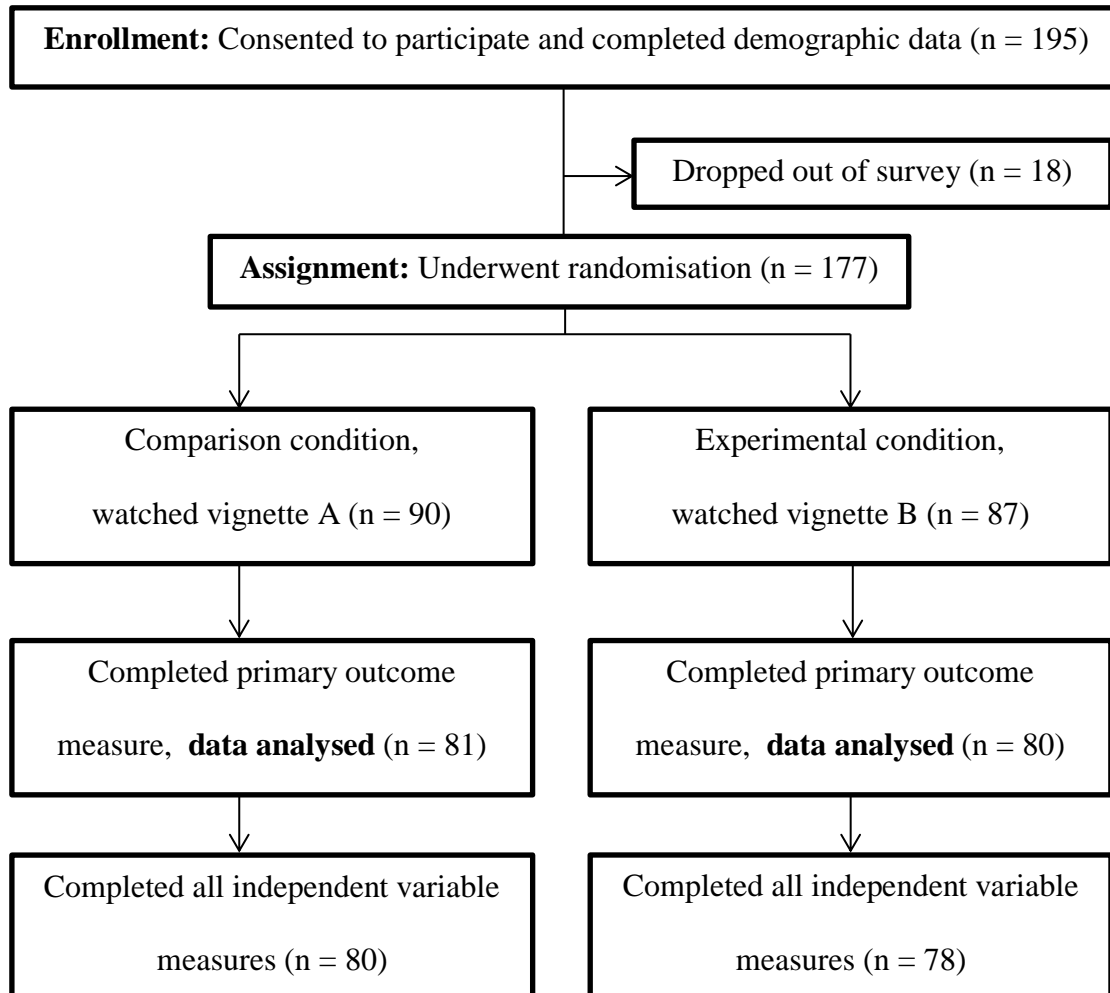 Enrollment: Consented to participate and completed demographic data (n = 195)
Dropped out of survey (n = 18)
Assignment: Underwent randomisation (n = 177)
Comparison condition,
watched vignette A (n = 90)
Experimental condition,
watched vignette B (n = 87)
Completed primary outcome
measure, data analysed (n = 81)
Completed primary outcome
measure, data analysed (n = 80)
Completed all independent variable
measures (n = 80)
Completed all independent variable
measures (n = 78)